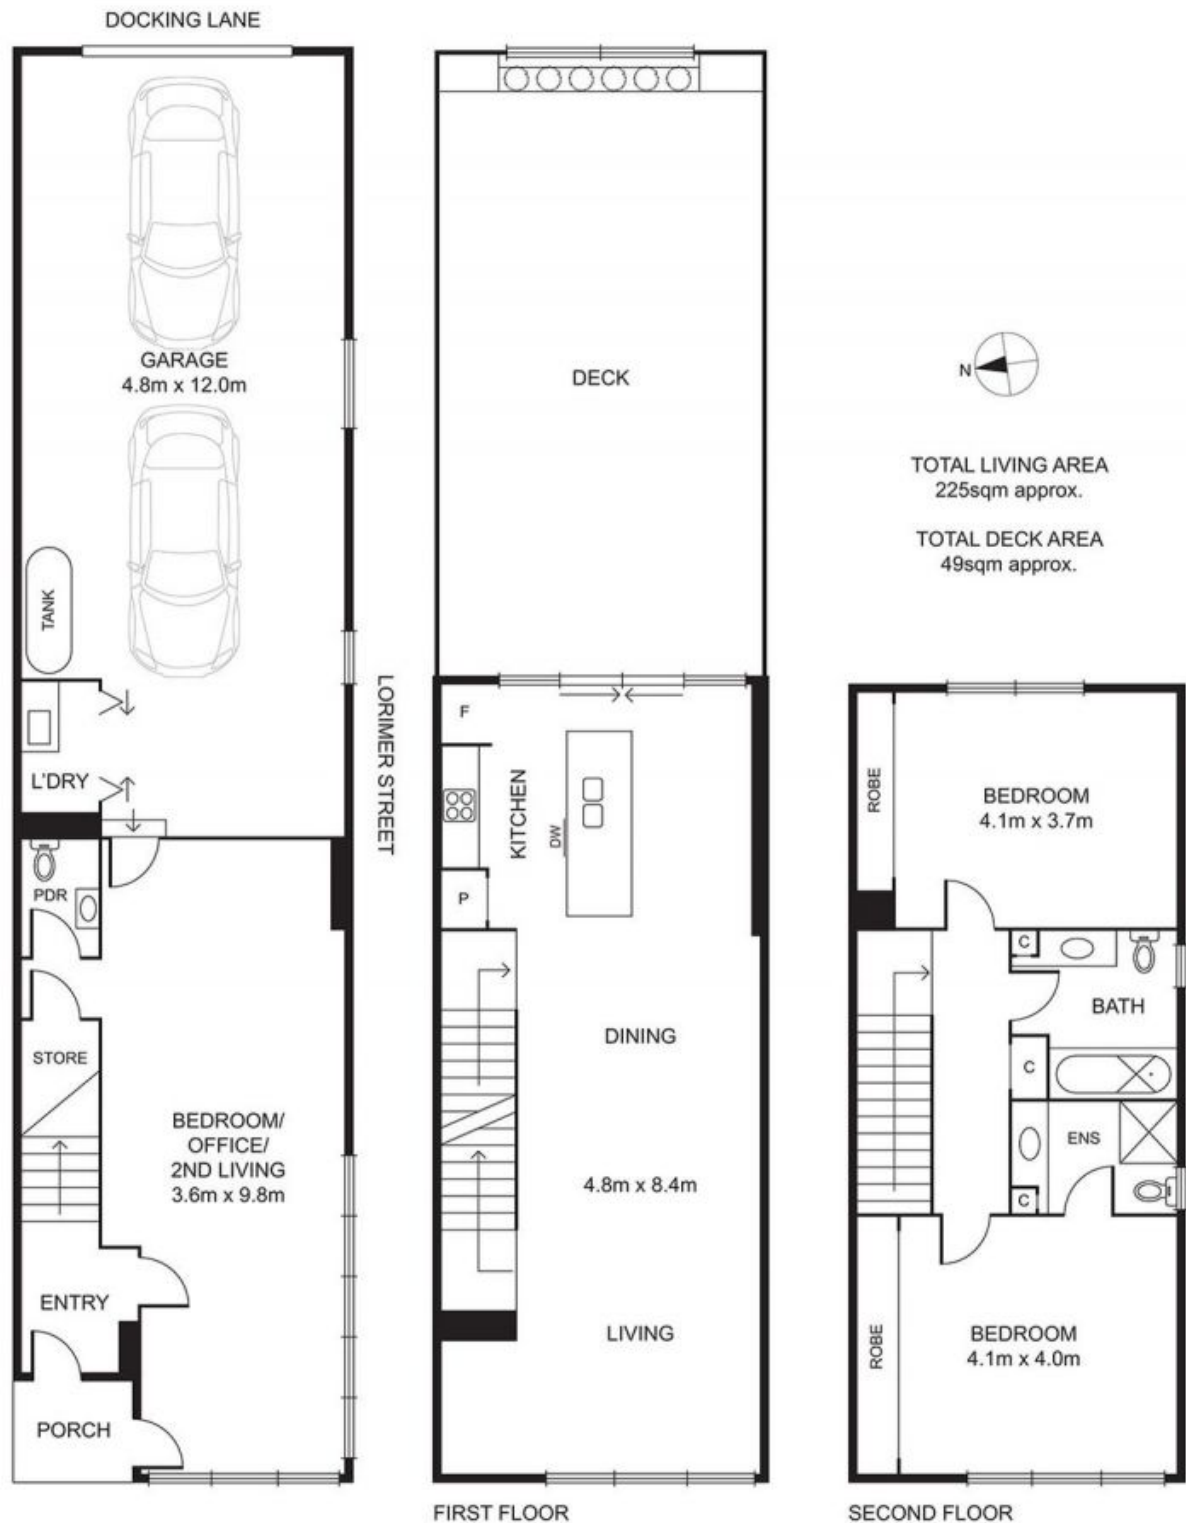 DOCKING LANE
GARAGE
4.8m x 12.0m
TANK
L'DRY
LORIMER STREET
PDR
STORE
BEDROOM/
OFFICE/
2ND LIVING
3.6m x 9.8m
ENTRY
PORCH
DECK
F
KITCHEN
DW
P
DINING
4.8m x 8.4m
LIVING
FIRST FLOOR
N
TOTAL LIVING AREA
225sqm approx.
TOTAL DECK AREA
49sqm approx.
ROBE
BEDROOM
4.1m x 3.7m
C
BATH
C
ENS
C
ROBE
BEDROOM
4.1m x 4.0m
SECOND FLOOR